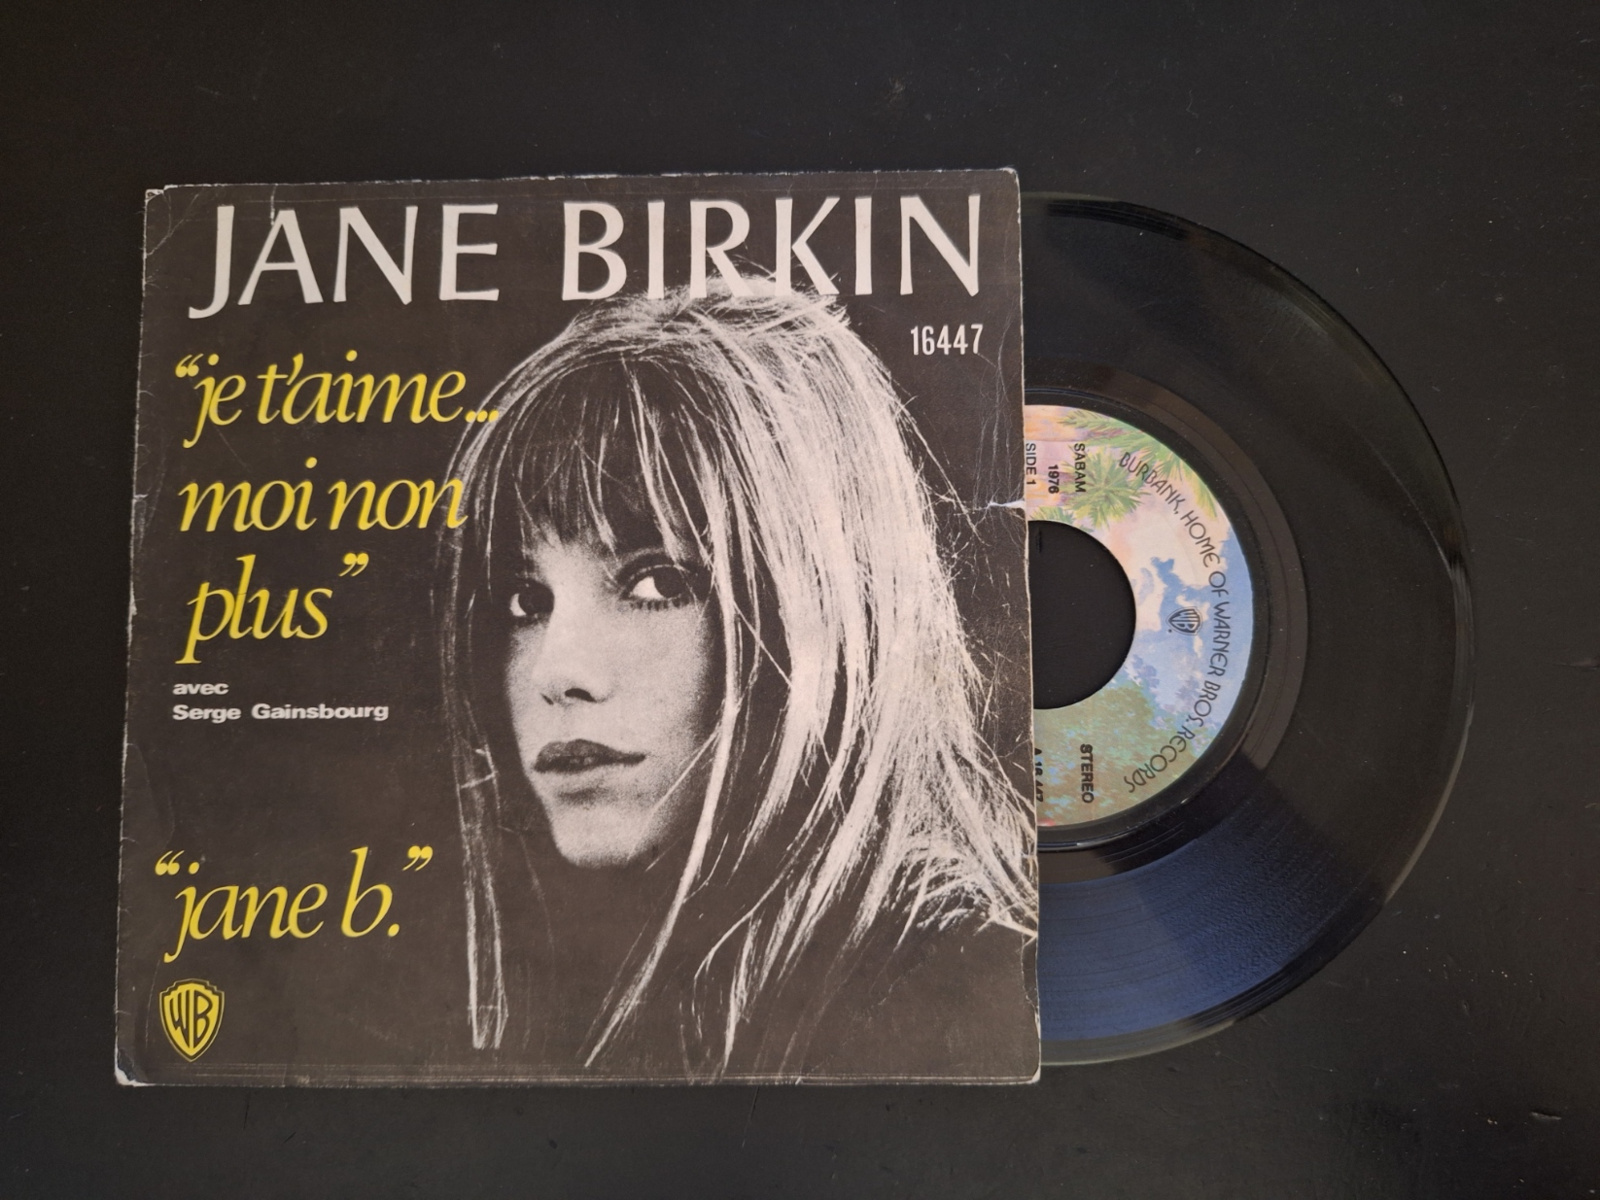 JANE BIRKIN
16447
“je t'aime...
moi non
plus”
avec
Serge Gainsbourg
“jane b.”
WB
SABAM
1976
SIDE 1
BURBANK, HOME OF WARNER BROS. RECORDS
WB
STEREO